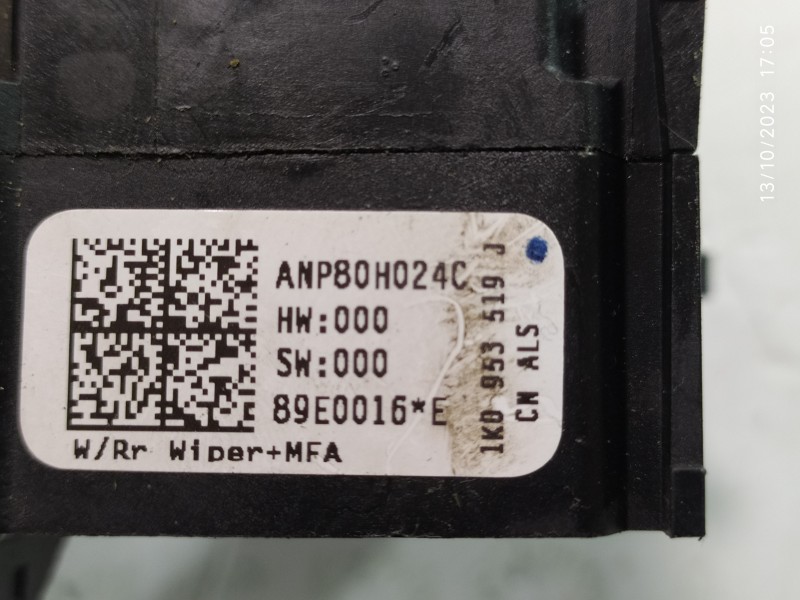 ANP80H024C
HW:000
SW:000
89E0016*E
W/Rr Wiper+MFA
1K0 953 519 J
CN ALS
13/10/2023 17:05